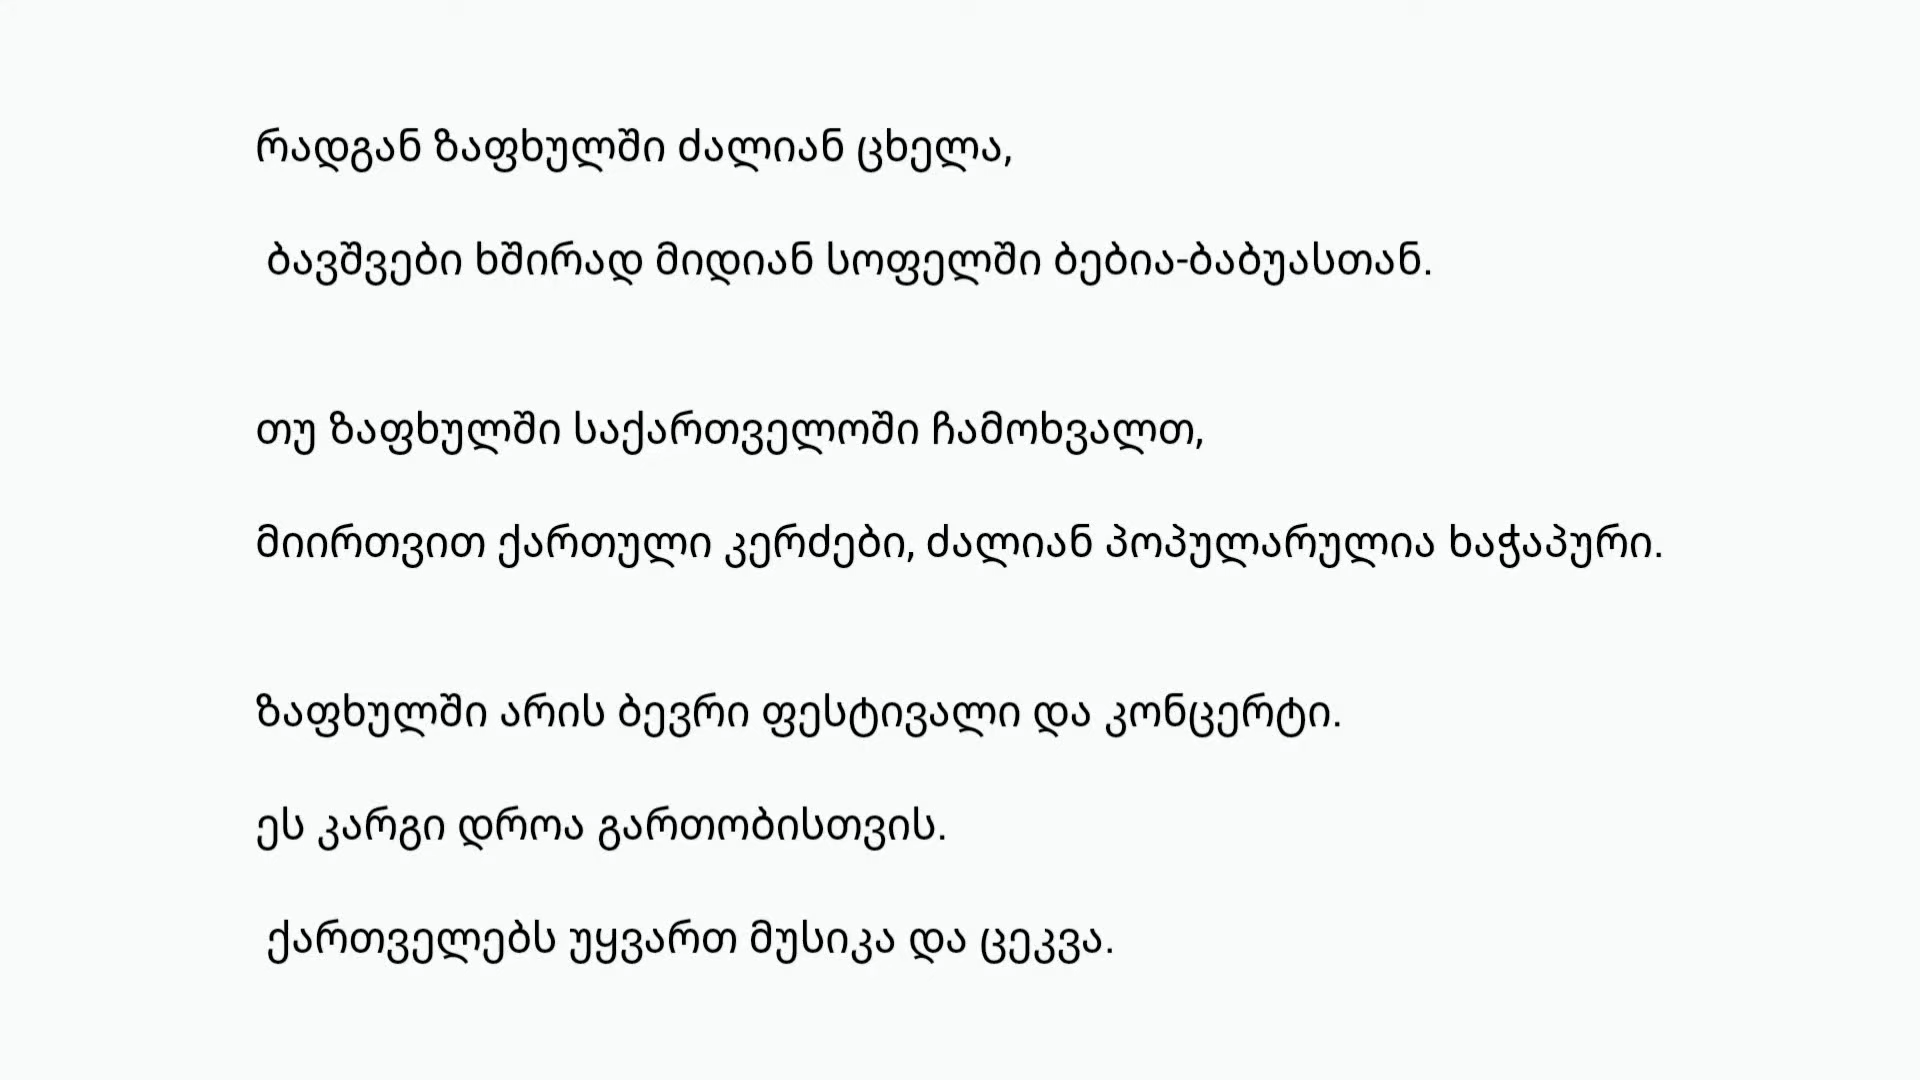 რადგან ზაფხულში ძალიან ცხელა,
ბავშვები ხშირად მიდიან სოფელში ბებია-ბაბუასთან.
თუ ზაფხულში საქართველოში ჩამოხვალთ,
მიირთვით ქართული კერძები, ძალიან პოპულარულია ხაჭაპური.
ზაფხულში არის ბევრი ფესტივალი და კონცერტი.
ეს კარგი დროა გართობისთვის.
ქართველებს უყვართ მუსიკა და ცეკვა.